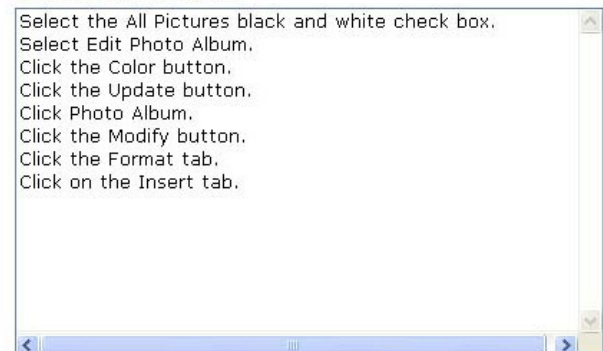 Select the All Pictures black and white check box.
Select Edit Photo Album.
Click the Color button.
Click the Update button.
Click Photo Album.
Click the Modify button.
Click the Format tab.
Click on the Insert tab.